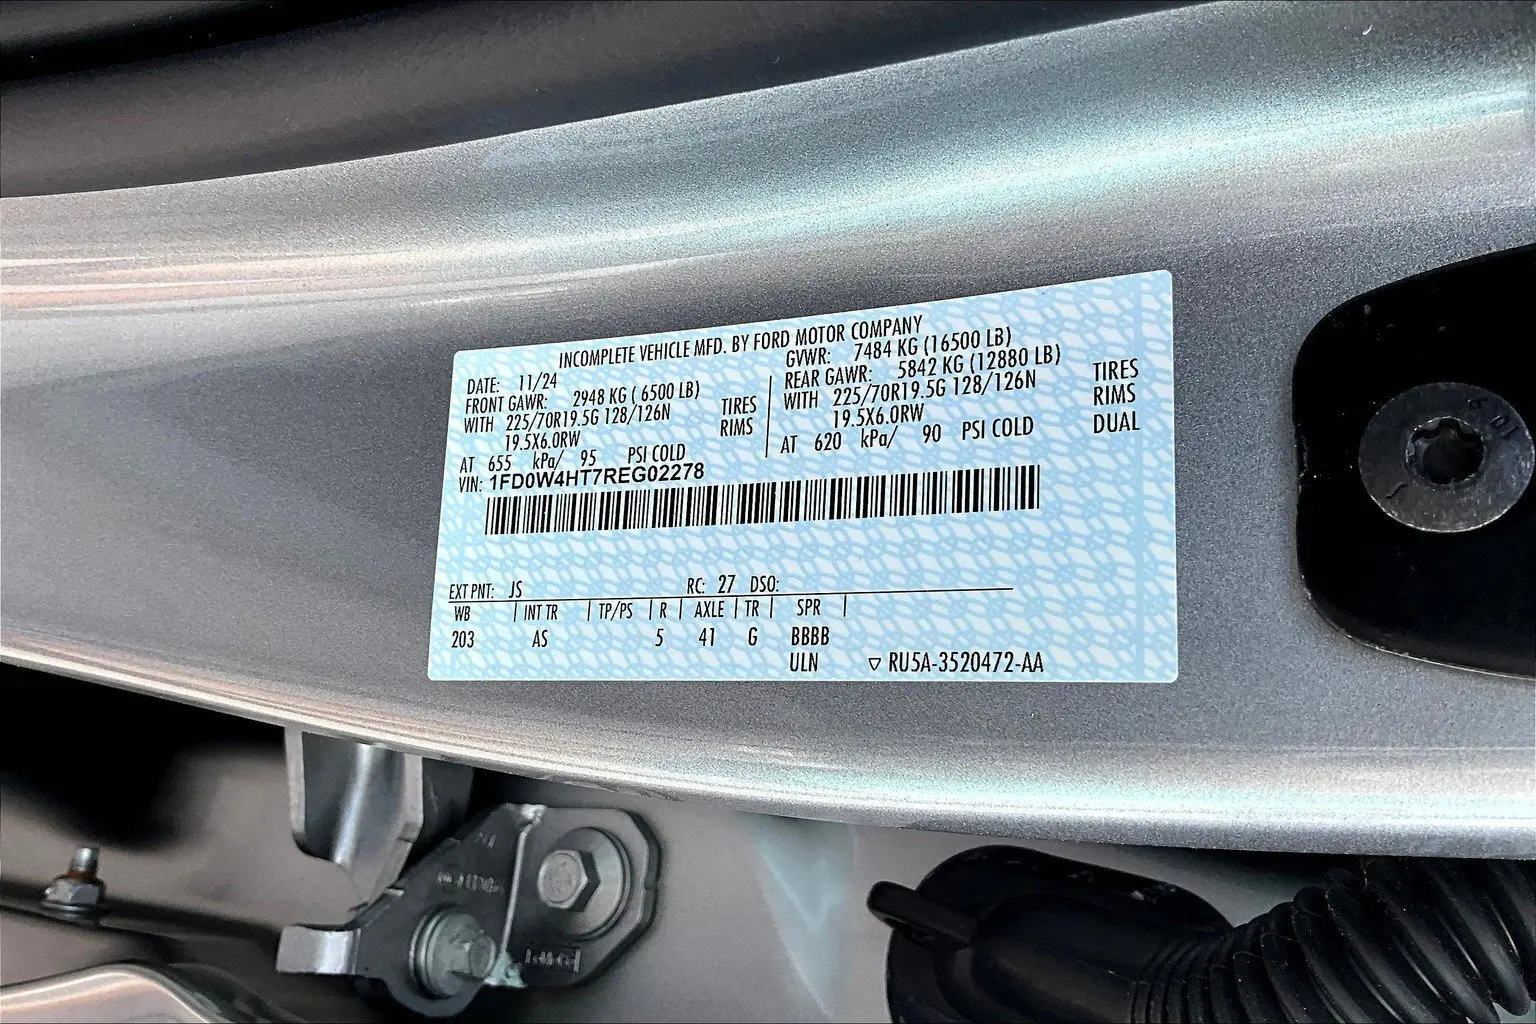 INCOMPLETE VEHICLE MFD. BY FORD MOTOR COMPANY
DATE: 11/24 GVWR: 7484 KG (16500 LB)
FRONT GAWR: 2948 KG ( 6500 LB) REAR GAWR: 5842 KG (12880 LB)
WITH 225/70R19.5G 128/126N TIRES WITH 225/70R19.5G 128/126N TIRES
19.5X6.0RW RIMS 19.5X6.0RW RIMS
AT 655 kPa/ 95 PSI COLD AT 620 kPa/ 90 PSI COLD DUAL
VIN: 1FD0W4HT7REG02278
EXT PNT: JS RC: 27 DSO:
WB | INT TR | TP/PS | R | AXLE | TR | SPR |
203 AS 5 41 G BBBB
ULN ▽ RU5A-3520472-AA